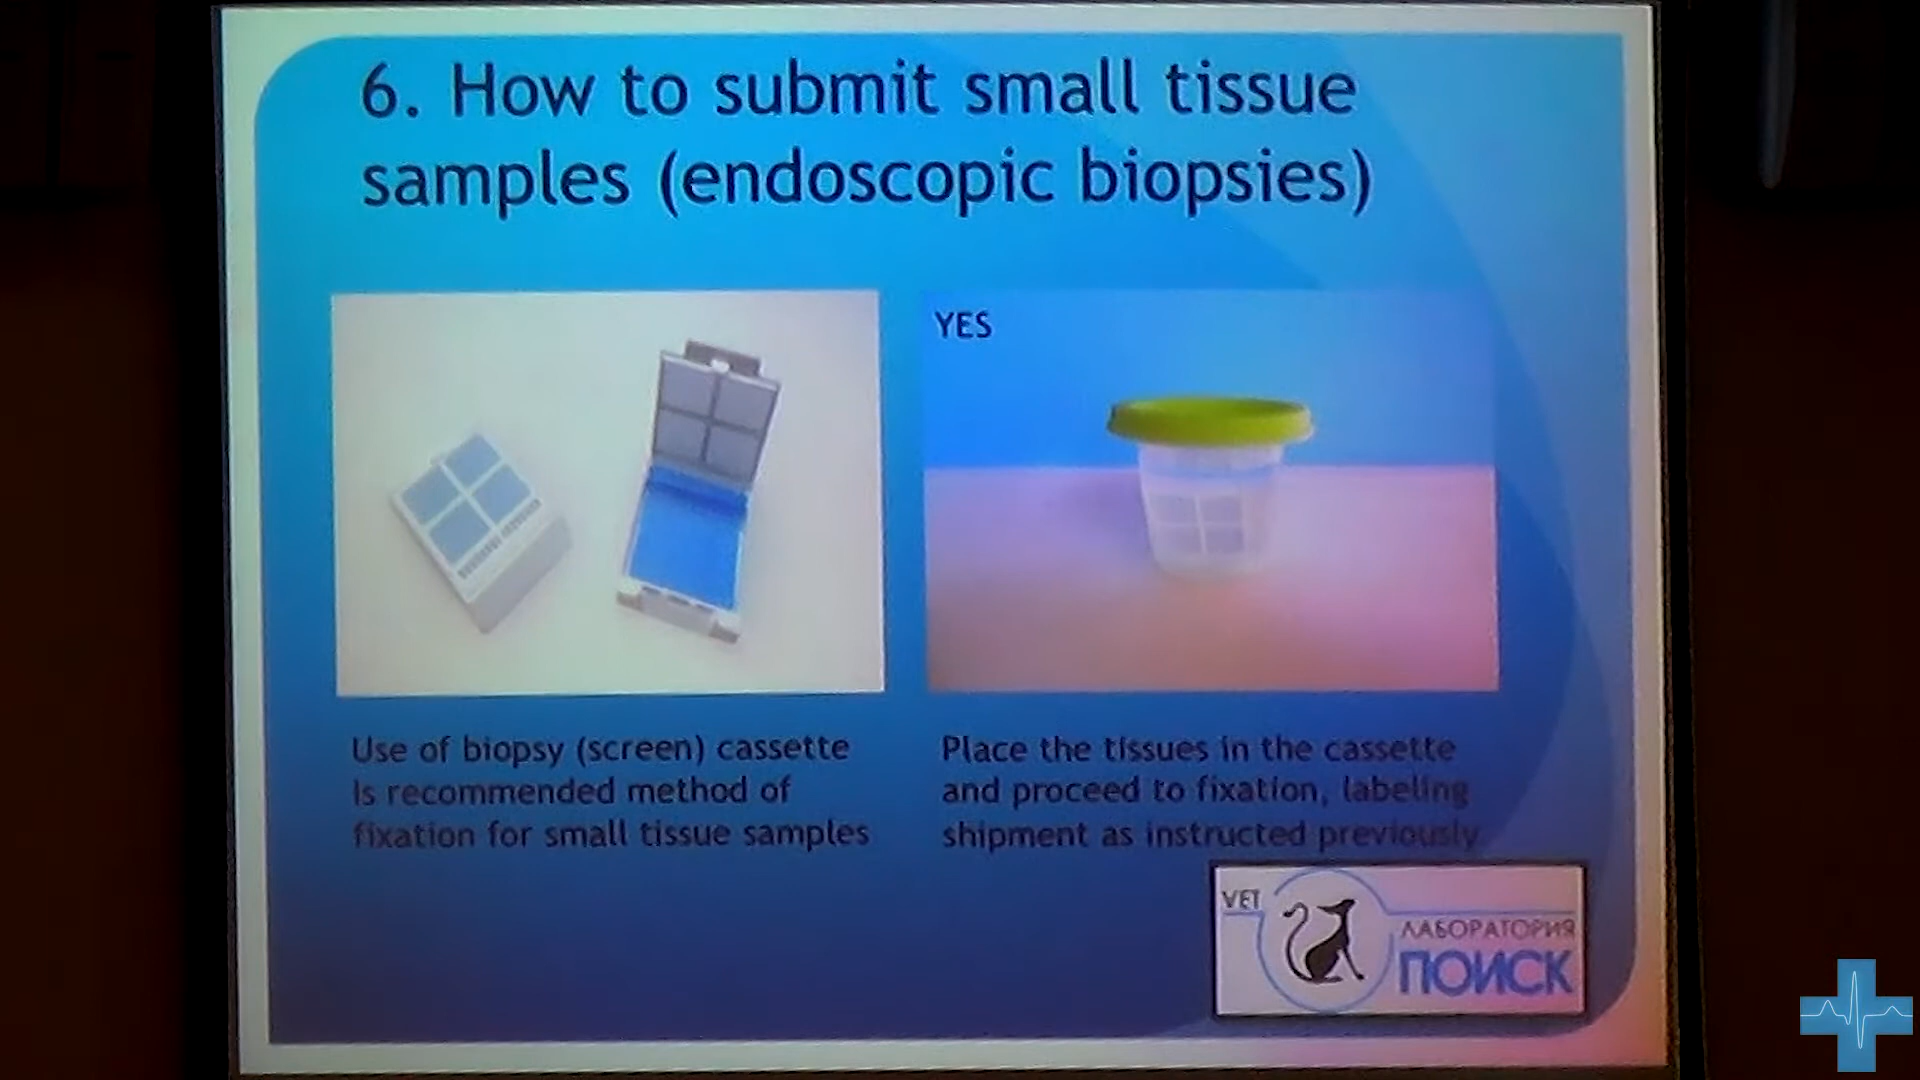 6. How to submit small tissue
samples (endoscopic biopsies)
YES
Use of biopsy (screen) cassette
Is recommended method of
fixation for small tissue samples
Place the tissues in the cassette
and proceed to fixation, labeling
shipment as instructed previously
VET
ЛАБОРАТОРИЯ
ПОИСК